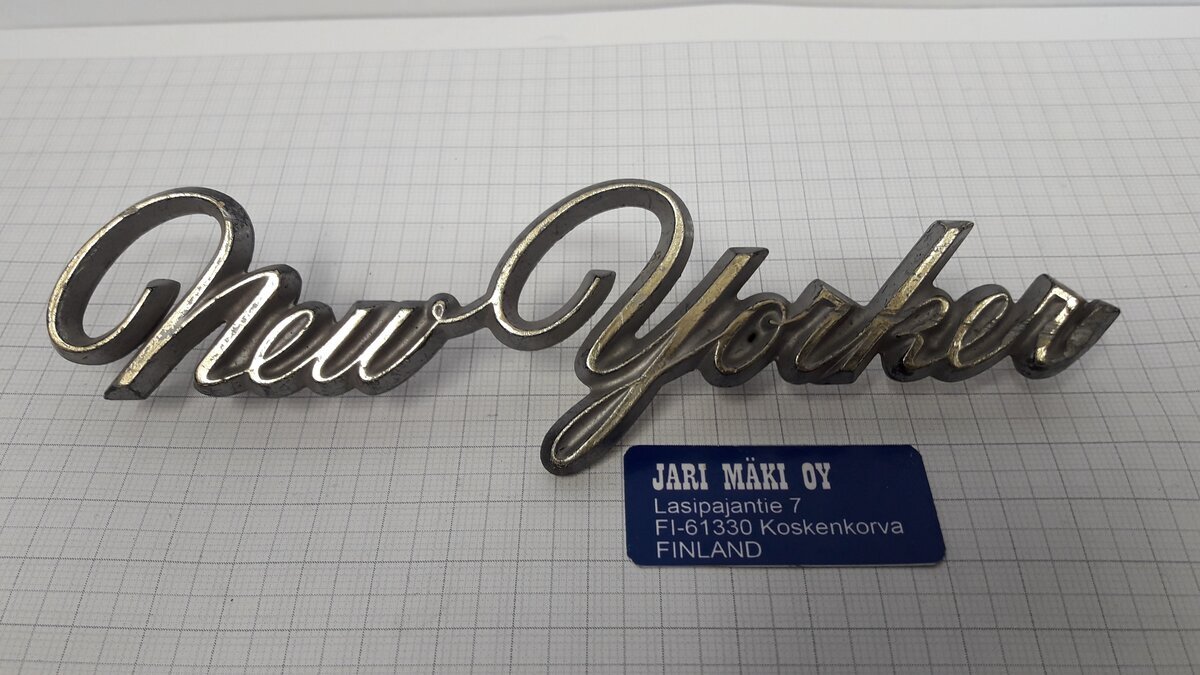 New Yorker
JARI MÄKI OY
Lasipajantie 7
FI-61330 Koskenkorva
FINLAND